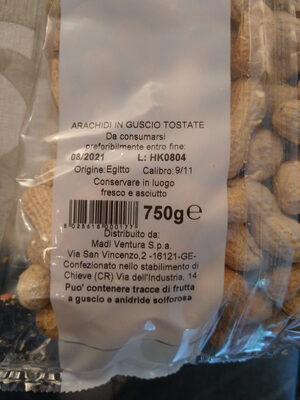 ARACHIDI IN GUSCIO TOSTATE
Da consumarsi
preferibilmente entro fine:
08/2021 L: HK0804
Origine:Egitto Calibro: 9/11
Conservare in luogo
fresco e asciutto
750g℮
8028618000177
Distribuito da:
Madi Ventura S.p.a.
Via San Vincenzo,2 -16121-GE-
Confezionato nello stabilimento di
Chieve (CR) Via dell'Industria, 14
Puo' contenere tracce di frutta
a guscio e anidride solforosa